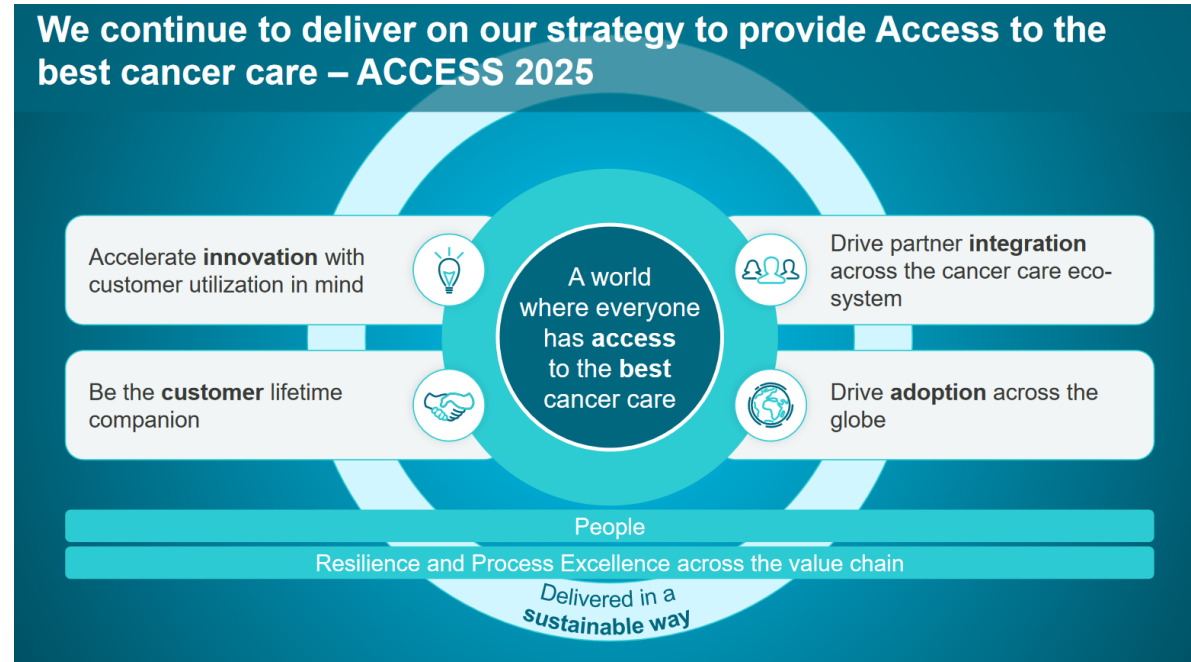 We continue to deliver on our strategy to provide Access to the
best cancer care – ACCESS 2025
Accelerate innovation with
customer utilization in mind
Be the customer lifetime
companion
A world
where everyone
has access
to the best
cancer care
Drive partner integration
across the cancer care eco-
system
Drive adoption across the
globe
People
Resilience and Process Excellence across the value chain
Delivered in a
sustainable way